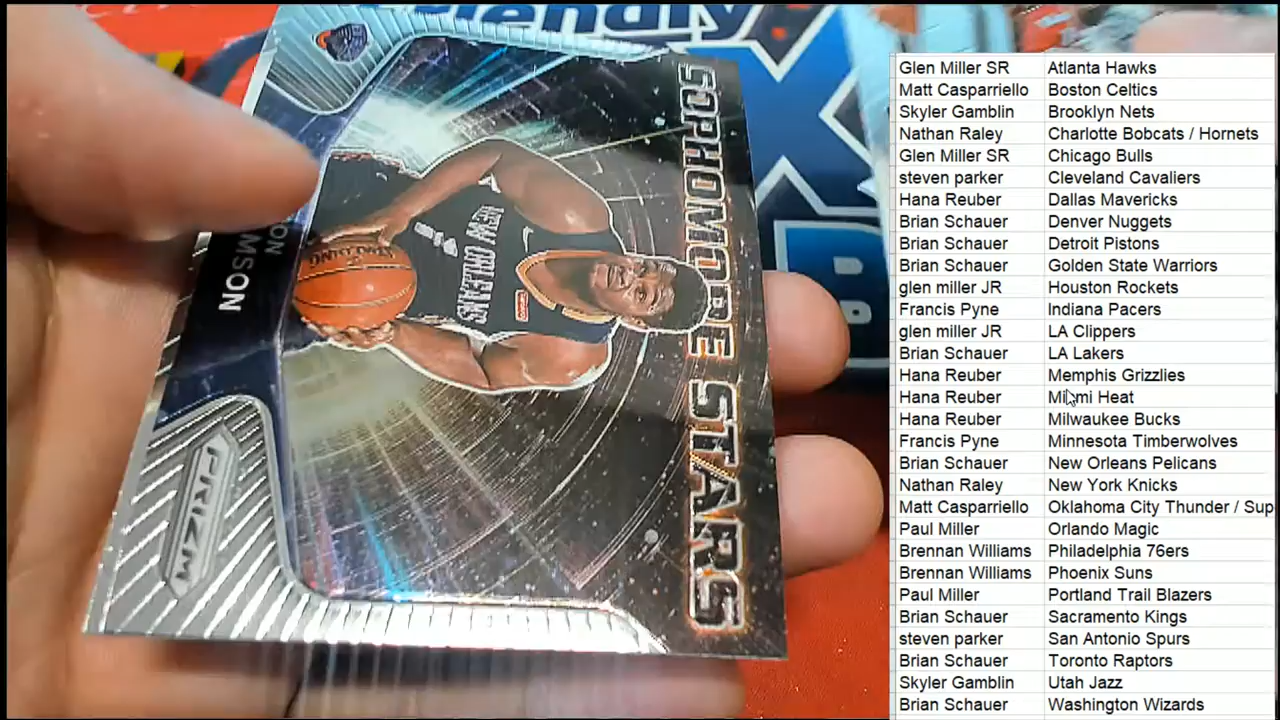 Friendly
SOPHOMORE STARS
NEW ORLEANS
1
SPALDING
MSON
PRIZM
Glen Miller SR Atlanta Hawks
Matt Casparriello Boston Celtics
Skyler Gamblin Brooklyn Nets
Nathan Raley Charlotte Bobcats / Hornets
Glen Miller SR Chicago Bulls
steven parker Cleveland Cavaliers
Hana Reuber Dallas Mavericks
Brian Schauer Denver Nuggets
Brian Schauer Detroit Pistons
Brian Schauer Golden State Warriors
glen miller JR Houston Rockets
Francis Pyne Indiana Pacers
glen miller JR LA Clippers
Brian Schauer LA Lakers
Hana Reuber Memphis Grizzlies
Hana Reuber Miami Heat
Hana Reuber Milwaukee Bucks
Francis Pyne Minnesota Timberwolves
Brian Schauer New Orleans Pelicans
Nathan Raley New York Knicks
Matt Casparriello Oklahoma City Thunder / Sup
Paul Miller Orlando Magic
Brennan Williams Philadelphia 76ers
Brennan Williams Phoenix Suns
Paul Miller Portland Trail Blazers
Brian Schauer Sacramento Kings
steven parker San Antonio Spurs
Brian Schauer Toronto Raptors
Skyler Gamblin Utah Jazz
Brian Schauer Washington Wizards